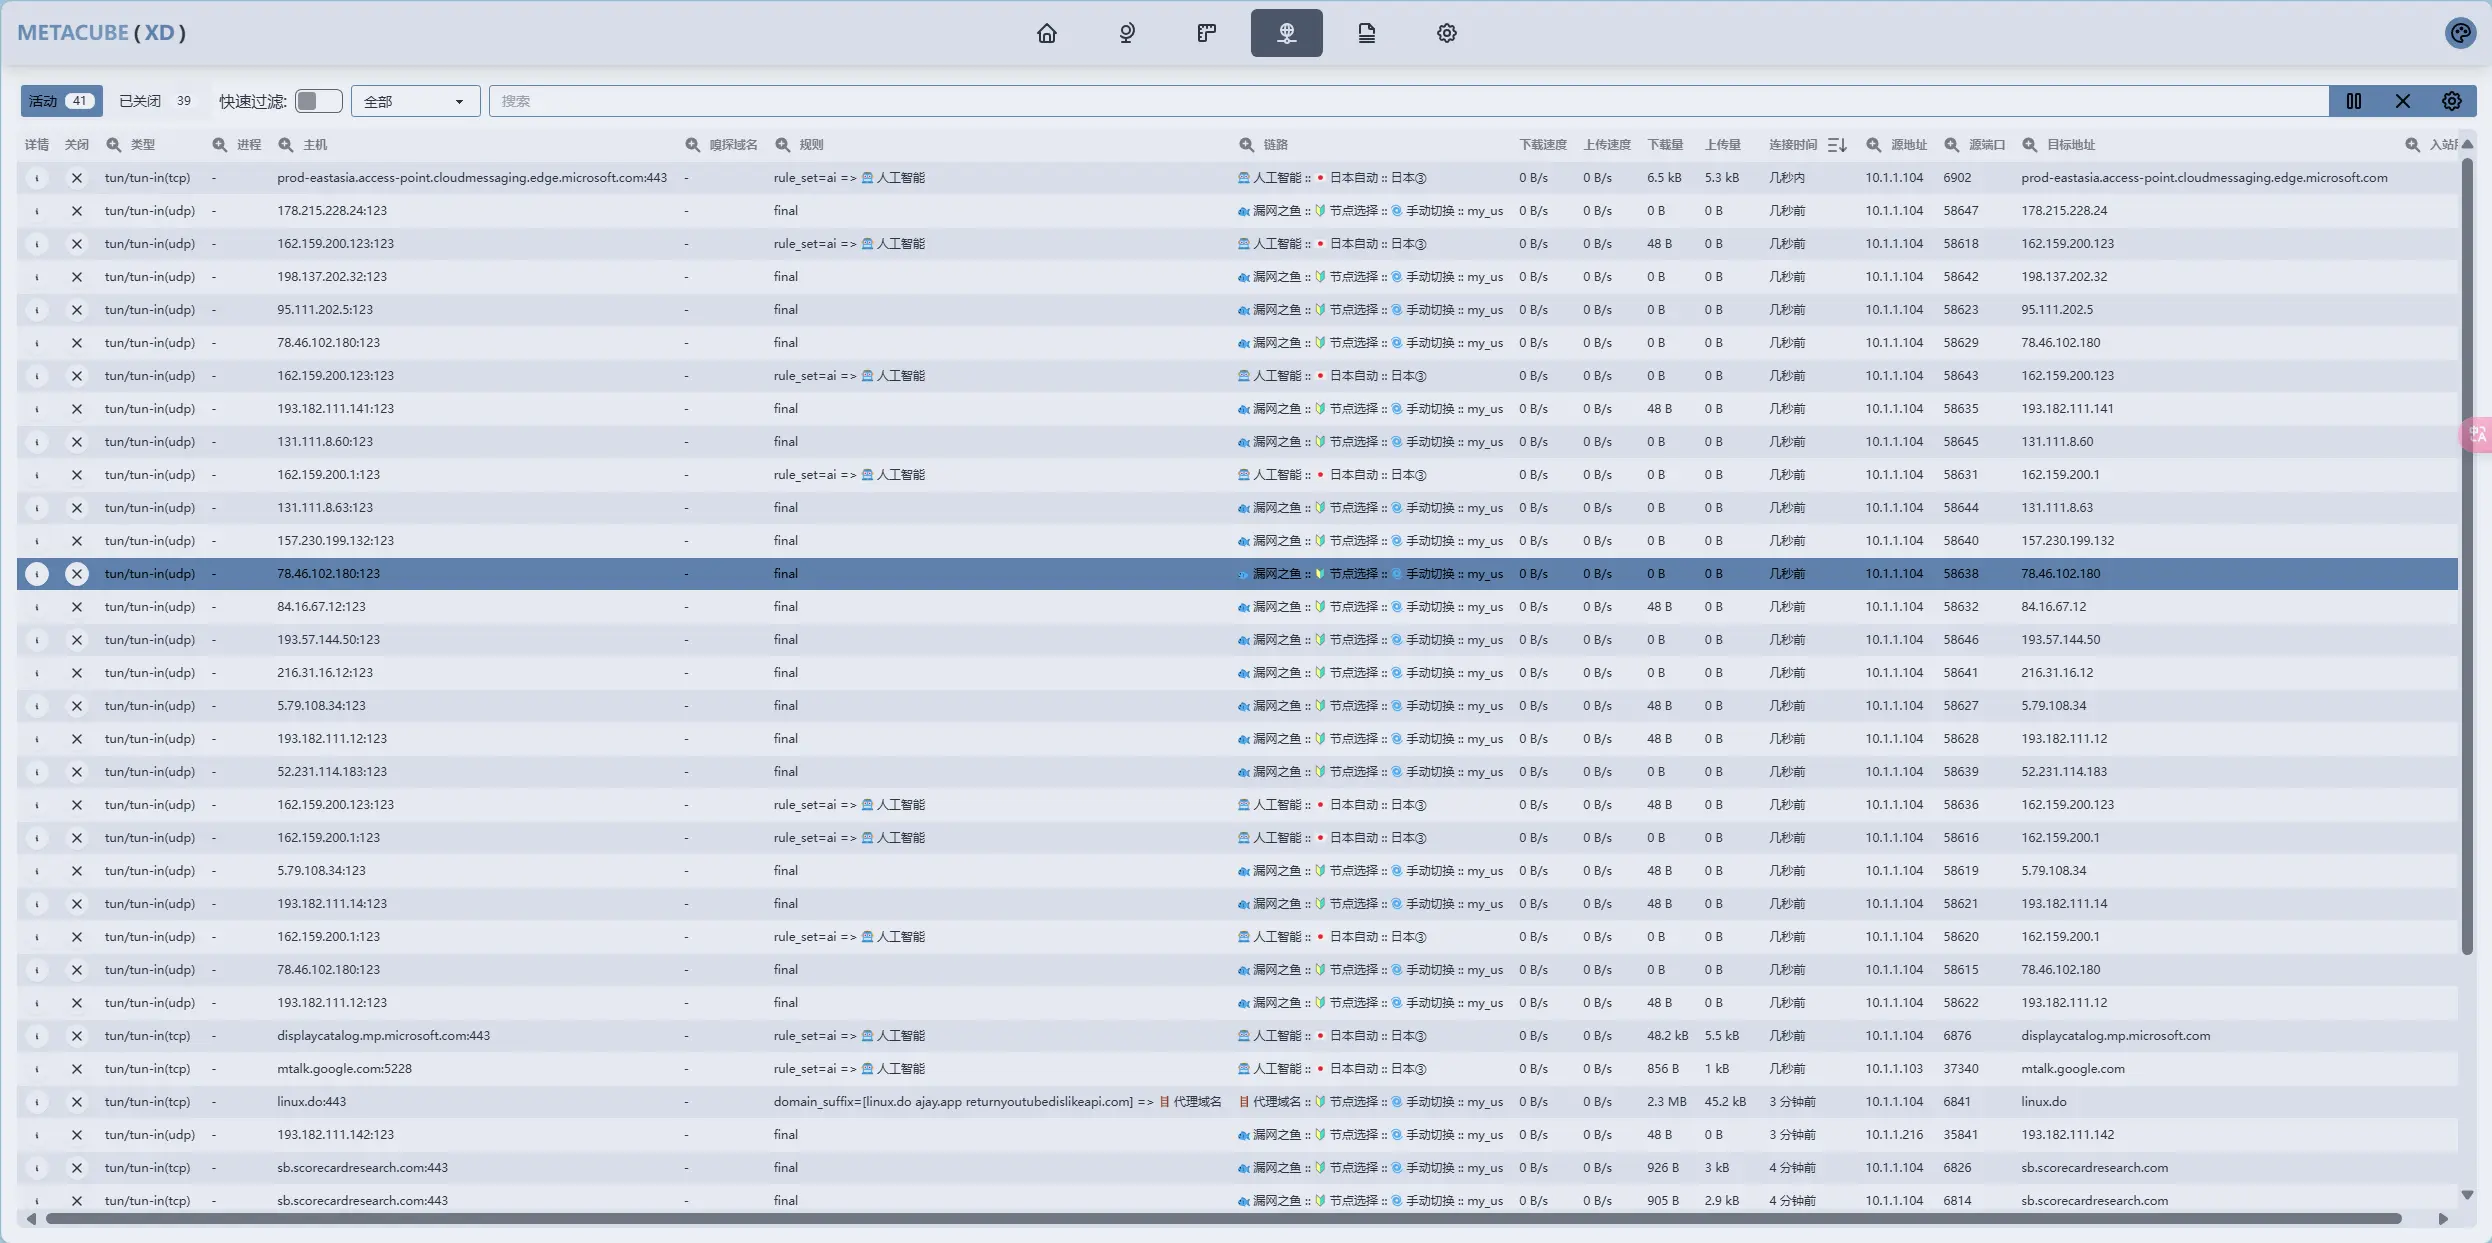 METACUBE ( XD )
活动 41 已关闭 39 快速过滤: 全部 搜索
详情 关闭 类型 进程 主机 嗅探域名 规则 链路 下载速度 上传速度 下载量 上传量 连接时间 源地址 源端口 目标地址
tun/tun-in(tcp) - prod-eastasia.access-point.cloudmessaging.edge.microsoft.com:443 - rule_set=ai => 人工智能 人工智能 :: 日本自动 :: 日本③ 0 B/s 0 B/s 6.5 kB 5.3 kB 几秒内 10.1.1.104 6902 prod-eastasia.access-point.cloudmessaging.edge.microsoft.com
tun/tun-in(udp) - 178.215.228.24:123 - final 漏网之鱼 :: 节点选择 :: 手动切换 :: my_us 0 B/s 0 B/s 0 B 0 B 几秒前 10.1.1.104 58647 178.215.228.24
tun/tun-in(udp) - 162.159.200.123:123 - rule_set=ai => 人工智能 人工智能 :: 日本自动 :: 日本③ 0 B/s 0 B/s 48 B 0 B 几秒前 10.1.1.104 58618 162.159.200.123
tun/tun-in(udp) - 198.137.202.32:123 - final 漏网之鱼 :: 节点选择 :: 手动切换 :: my_us 0 B/s 0 B/s 0 B 0 B 几秒前 10.1.1.104 58642 198.137.202.32
tun/tun-in(udp) - 95.111.202.5:123 - final 漏网之鱼 :: 节点选择 :: 手动切换 :: my_us 0 B/s 0 B/s 0 B 0 B 几秒前 10.1.1.104 58623 95.111.202.5
tun/tun-in(udp) - 78.46.102.180:123 - final 漏网之鱼 :: 节点选择 :: 手动切换 :: my_us 0 B/s 0 B/s 0 B 0 B 几秒前 10.1.1.104 58629 78.46.102.180
tun/tun-in(udp) - 162.159.200.123:123 - rule_set=ai => 人工智能 人工智能 :: 日本自动 :: 日本③ 0 B/s 0 B/s 0 B 0 B 几秒前 10.1.1.104 58643 162.159.200.123
tun/tun-in(udp) - 193.182.111.141:123 - final 漏网之鱼 :: 节点选择 :: 手动切换 :: my_us 0 B/s 0 B/s 48 B 0 B 几秒前 10.1.1.104 58635 193.182.111.141
tun/tun-in(udp) - 131.111.8.60:123 - final 漏网之鱼 :: 节点选择 :: 手动切换 :: my_us 0 B/s 0 B/s 0 B 0 B 几秒前 10.1.1.104 58645 131.111.8.60
tun/tun-in(udp) - 162.159.200.1:123 - rule_set=ai => 人工智能 人工智能 :: 日本自动 :: 日本③ 0 B/s 0 B/s 0 B 0 B 几秒前 10.1.1.104 58631 162.159.200.1
tun/tun-in(udp) - 131.111.8.63:123 - final 漏网之鱼 :: 节点选择 :: 手动切换 :: my_us 0 B/s 0 B/s 0 B 0 B 几秒前 10.1.1.104 58644 131.111.8.63
tun/tun-in(udp) - 157.230.199.132:123 - final 漏网之鱼 :: 节点选择 :: 手动切换 :: my_us 0 B/s 0 B/s 0 B 0 B 几秒前 10.1.1.104 58640 157.230.199.132
tun/tun-in(udp) - 78.46.102.180:123 - final 漏网之鱼 :: 节点选择 :: 手动切换 :: my_us 0 B/s 0 B/s 0 B 0 B 几秒前 10.1.1.104 58638 78.46.102.180
tun/tun-in(udp) - 84.16.67.12:123 - final 漏网之鱼 :: 节点选择 :: 手动切换 :: my_us 0 B/s 0 B/s 48 B 0 B 几秒前 10.1.1.104 58632 84.16.67.12
tun/tun-in(udp) - 193.57.144.50:123 - final 漏网之鱼 :: 节点选择 :: 手动切换 :: my_us 0 B/s 0 B/s 0 B 0 B 几秒前 10.1.1.104 58646 193.57.144.50
tun/tun-in(udp) - 216.31.16.12:123 - final 漏网之鱼 :: 节点选择 :: 手动切换 :: my_us 0 B/s 0 B/s 0 B 0 B 几秒前 10.1.1.104 58641 216.31.16.12
tun/tun-in(udp) - 5.79.108.34:123 - final 漏网之鱼 :: 节点选择 :: 手动切换 :: my_us 0 B/s 0 B/s 48 B 0 B 几秒前 10.1.1.104 58627 5.79.108.34
tun/tun-in(udp) - 193.182.111.12:123 - final 漏网之鱼 :: 节点选择 :: 手动切换 :: my_us 0 B/s 0 B/s 48 B 0 B 几秒前 10.1.1.104 58628 193.182.111.12
tun/tun-in(udp) - 52.231.114.183:123 - final 漏网之鱼 :: 节点选择 :: 手动切换 :: my_us 0 B/s 0 B/s 0 B 0 B 几秒前 10.1.1.104 58639 52.231.114.183
tun/tun-in(udp) - 162.159.200.123:123 - rule_set=ai => 人工智能 人工智能 :: 日本自动 :: 日本③ 0 B/s 0 B/s 48 B 0 B 几秒前 10.1.1.104 58636 162.159.200.123
tun/tun-in(udp) - 162.159.200.1:123 - rule_set=ai => 人工智能 人工智能 :: 日本自动 :: 日本③ 0 B/s 0 B/s 0 B 0 B 几秒前 10.1.1.104 58616 162.159.200.1
tun/tun-in(udp) - 5.79.108.34:123 - final 漏网之鱼 :: 节点选择 :: 手动切换 :: my_us 0 B/s 0 B/s 48 B 0 B 几秒前 10.1.1.104 58619 5.79.108.34
tun/tun-in(udp) - 193.182.111.14:123 - final 漏网之鱼 :: 节点选择 :: 手动切换 :: my_us 0 B/s 0 B/s 48 B 0 B 几秒前 10.1.1.104 58621 193.182.111.14
tun/tun-in(udp) - 162.159.200.1:123 - rule_set=ai => 人工智能 人工智能 :: 日本自动 :: 日本③ 0 B/s 0 B/s 0 B 0 B 几秒前 10.1.1.104 58620 162.159.200.1
tun/tun-in(udp) - 78.46.102.180:123 - final 漏网之鱼 :: 节点选择 :: 手动切换 :: my_us 0 B/s 0 B/s 0 B 0 B 几秒前 10.1.1.104 58615 78.46.102.180
tun/tun-in(udp) - 193.182.111.12:123 - final 漏网之鱼 :: 节点选择 :: 手动切换 :: my_us 0 B/s 0 B/s 48 B 0 B 几秒前 10.1.1.104 58622 193.182.111.12
tun/tun-in(tcp) - displaycatalog.mp.microsoft.com:443 - rule_set=ai => 人工智能 人工智能 :: 日本自动 :: 日本③ 0 B/s 0 B/s 48.2 kB 5.5 kB 几秒前 10.1.1.104 6876 displaycatalog.mp.microsoft.com
tun/tun-in(tcp) - mtalk.google.com:5228 - rule_set=ai => 人工智能 人工智能 :: 日本自动 :: 日本③ 0 B/s 0 B/s 856 B 1 kB 几秒前 10.1.1.103 37340 mtalk.google.com
tun/tun-in(tcp) - linux.do:443 - domain_suffix=[linux.do ajay.app returnyoutubedislikeapi.com] => 代理域名 代理域名 :: 节点选择 :: 手动切换 :: my_us 0 B/s 0 B/s 2.3 MB 45.2 kB 3 分钟前 10.1.1.104 6841 linux.do
tun/tun-in(udp) - 193.182.111.142:123 - final 漏网之鱼 :: 节点选择 :: 手动切换 :: my_us 0 B/s 0 B/s 48 B 0 B 3 分钟前 10.1.1.216 35841 193.182.111.142
tun/tun-in(tcp) - sb.scorecardresearch.com:443 - final 漏网之鱼 :: 节点选择 :: 手动切换 :: my_us 0 B/s 0 B/s 926 B 3 kB 4 分钟前 10.1.1.104 6826 sb.scorecardresearch.com
tun/tun-in(tcp) - sb.scorecardresearch.com:443 - final 漏网之鱼 :: 节点选择 :: 手动切换 :: my_us 0 B/s 0 B/s 905 B 2.9 kB 4 分钟前 10.1.1.104 6814 sb.scorecardresearch.com